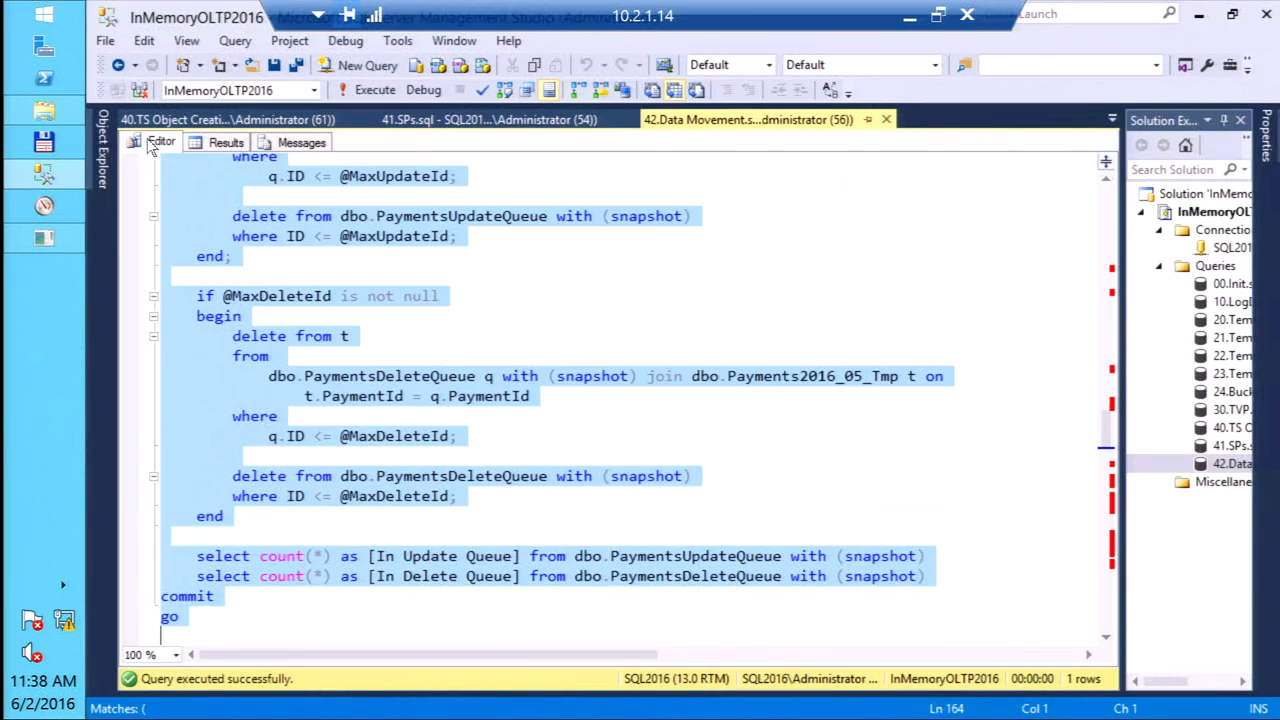 InMemoryOLTP2016 - Microsoft SQL Server Management Studio (Administrator)
10.2.1.14
Quick Launch
File Edit View Query Project Debug Tools Window Help
New Query
Default
Default
InMemoryOLTP2016
Execute Debug
40.TS Object Creati...\Administrator (61))
41.SPs.sql - SQL201...\Administrator (54))
42.Data Movement.s...dministrator (56))
Object Explorer
Editor Results Messages
where
q.ID <= @MaxUpdateId;
delete from dbo.PaymentsUpdateQueue with (snapshot)
where ID <= @MaxUpdateId;
end;
if @MaxDeleteId is not null
begin
delete from t
from
dbo.PaymentsDeleteQueue q with (snapshot) join dbo.Payments2016_05_Tmp t on
t.PaymentId = q.PaymentId
where
q.ID <= @MaxDeleteId;
delete from dbo.PaymentsDeleteQueue with (snapshot)
where ID <= @MaxDeleteId;
end
select count(*) as [In Update Queue] from dbo.PaymentsUpdateQueue with (snapshot)
select count(*) as [In Delete Queue] from dbo.PaymentsDeleteQueue with (snapshot)
commit
go
100 %
Query executed successfully.
SQL2016 (13.0 RTM)
SQL2016\Administrator ...
InMemoryOLTP2016
00:00:00
1 rows
Matches: (
Ln 164
Col 1
Ch 1
INS
Solution Ex...
Search Solution
Solution 'InMemo
InMemoryOL
Connection
SQL201
Queries
00.Init.s
10.LogD
20.Tem
21.Tem
22.Tem
23.Tem
24.Buck
30.TVP.
40.TS O
41.SPs.s
42.Data
Miscellane
Properties
11:38 AM
6/2/2016